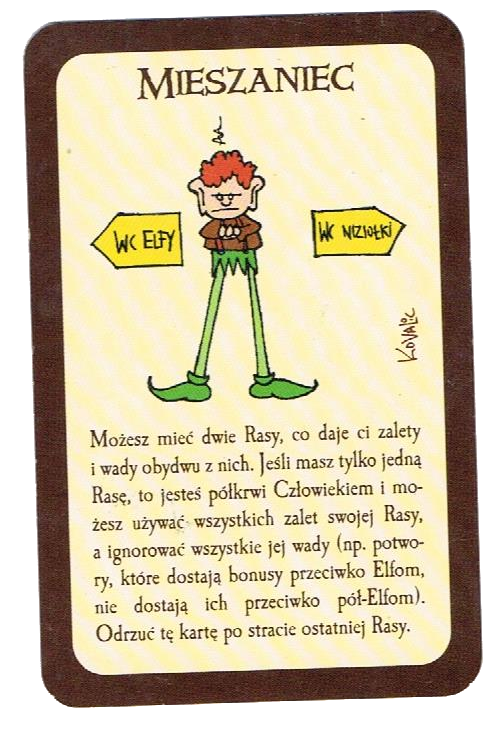 MIESZANIEC
WC ELFY
WC NIZIOŁKI
KOVALIC
Możesz mieć dwie Rasy, co daje ci zalety
i wady obydwu z nich. Jeśli masz tylko jedną
Rasę, to jesteś półkrwi Człowiekiem i mo-
żesz używać wszystkich zalet swojej Rasy,
a ignorować wszystkie jej wady (np. potwo-
ry, które dostają bonusy przeciwko Elfom,
nie dostają ich przeciwko pół-Elfom).
Odrzuć tę kartę po stracie ostatniej Rasy.